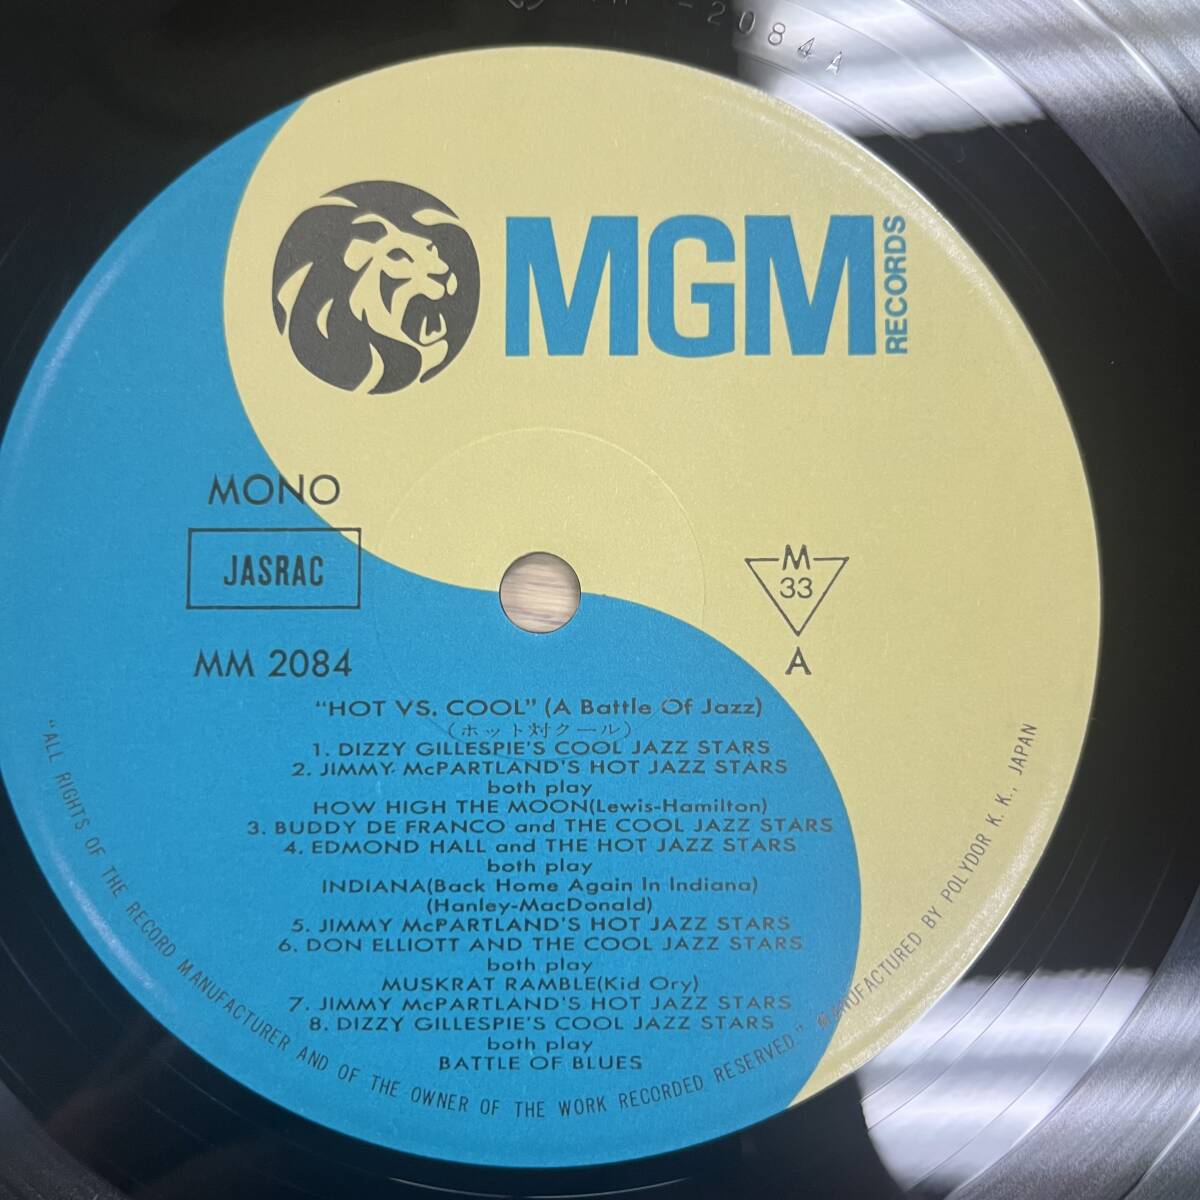 2084 A
MGM
RECORDS
MONO
JASRAC
MM 2084
M
33
A
"HOT VS. COOL" (A Battle Of Jazz)
(ホット対クール)
1. DIZZY GILLESPIE'S COOL JAZZ STARS
2. JIMMY McPARTLAND'S HOT JAZZ STARS
both play
HOW HIGH THE MOON(Lewis-Hamilton)
3. BUDDY DE FRANCO and THE COOL JAZZ STARS
4. EDMOND HALL and THE HOT JAZZ STARS
both play
INDIANA(Back Home Again In Indiana)
(Hanley-MacDonald)
5. JIMMY McPARTLAND'S HOT JAZZ STARS
6. DON ELLIOTT AND THE COOL JAZZ STARS
both play
MUSKRAT RAMBLE(Kid Ory)
7. JIMMY McPARTLAND'S HOT JAZZ STARS
8. DIZZY GILLESPIE'S COOL JAZZ STARS
both play
BATTLE OF BLUES
"ALL RIGHTS OF THE RECORD MANUFACTURER AND OF THE OWNER OF THE WORK RECORDED RESERVED." MANUFACTURED BY POLYDOR K. K., JAPAN